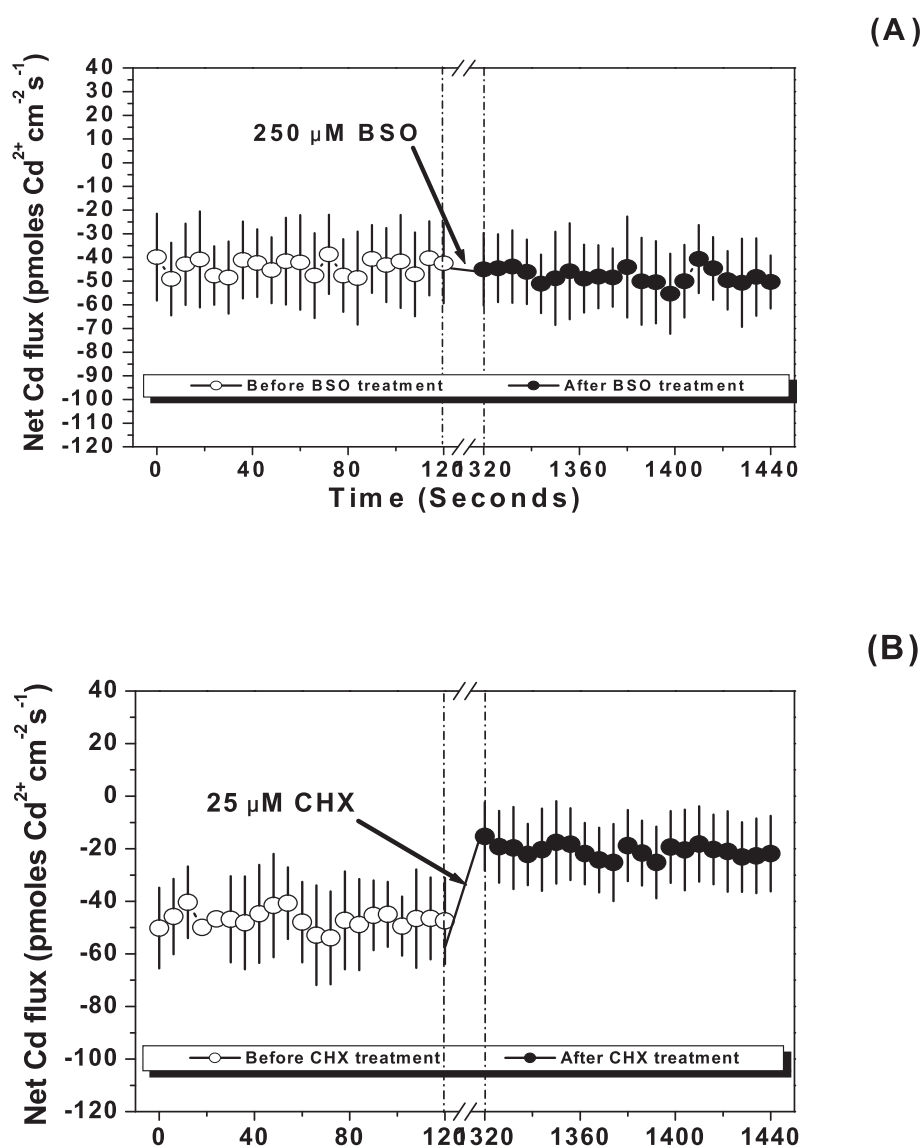 (A)
Net Cd flux (pmoles Cd²⁺ cm⁻² s⁻¹)
40
30
20
10
0
-10
-20
-30
-40
-50
-60
-70
-80
-90
-100
-110
-120
250 µM BSO
Before BSO treatment After BSO treatment
0 40 80 120 1320 1360 1400 1440
Time (Seconds)
(B)
Net Cd flux (pmoles Cd²⁺ cm⁻² s⁻¹)
40
20
0
-20
-40
-60
-80
-100
-120
25 µM CHX
Before CHX treatment After CHX treatment
0 40 80 120 1320 1360 1400 1440